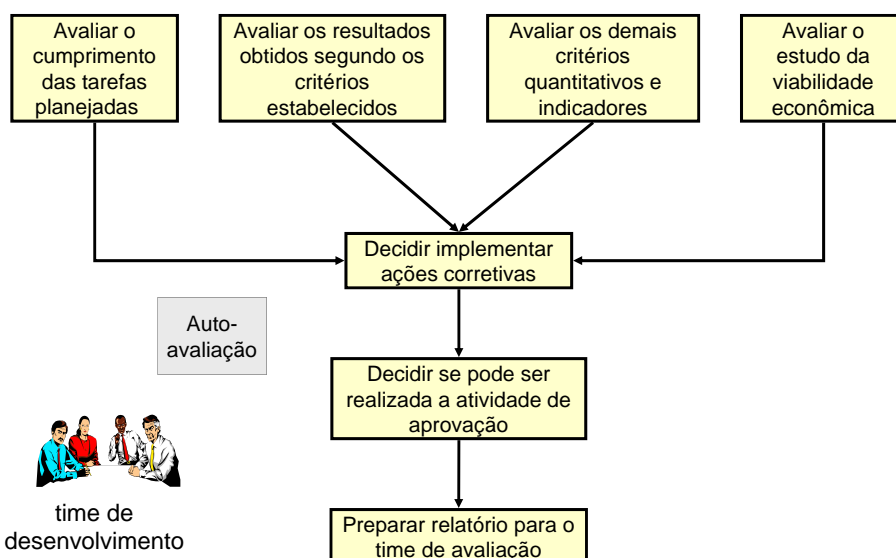 Avaliar o
cumprimento
das tarefas
planejadas
Avaliar os resultados
obtidos segundo os
critérios
estabelecidos
Avaliar os demais
critérios
quantitativos e
indicadores
Avaliar o
estudo da
viabilidade
econômica
Decidir implementar
ações corretivas
Auto-
avaliação
Decidir se pode ser
realizada a atividade de
aprovação
time de
desenvolvimento
Preparar relatório para o
time de avaliação